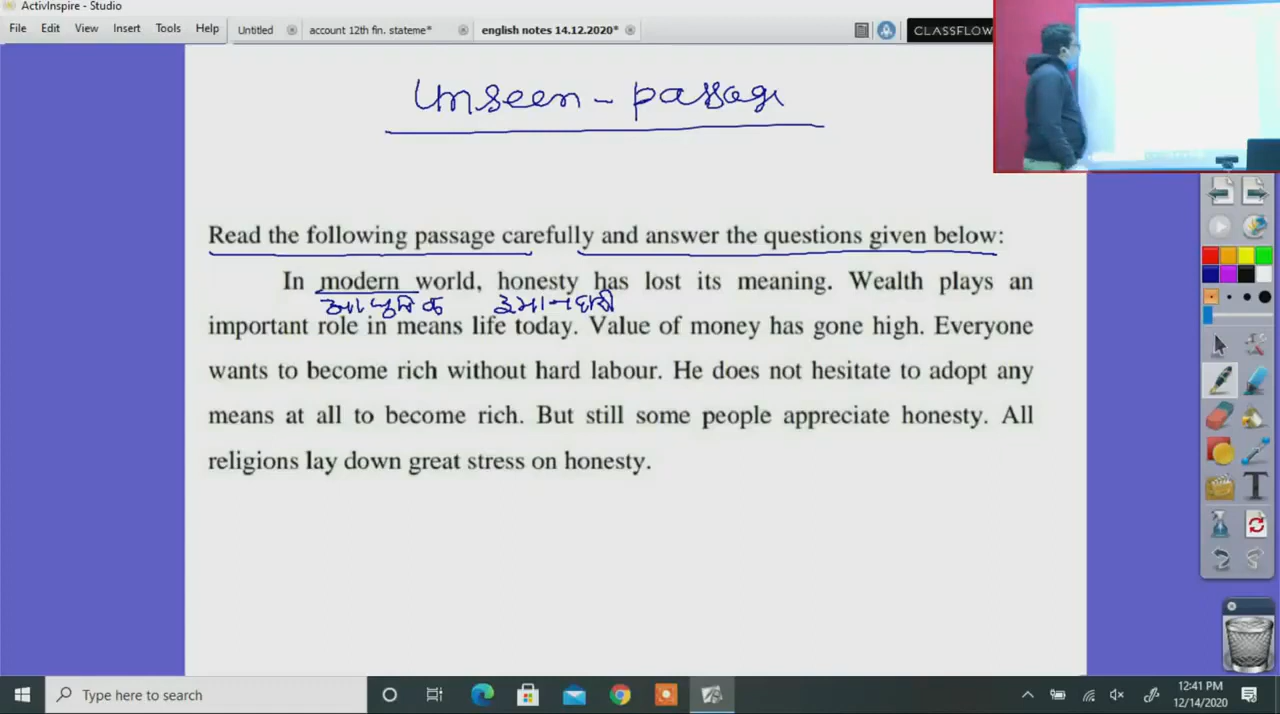 ActivInspire - Studio
File Edit View Insert Tools Help Untitled account 12th fin. stateme* english notes 14.12.2020* CLASSFLOW
Unseen - passage
Read the following passage carefully and answer the questions given below:
In modern world, honesty has lost its meaning. Wealth plays an
आधुनिक ईमानदारी
important role in means life today. Value of money has gone high. Everyone
wants to become rich without hard labour. He does not hesitate to adopt any
means at all to become rich. But still some people appreciate honesty. All
religions lay down great stress on honesty.
Type here to search
12:41 PM
12/14/2020